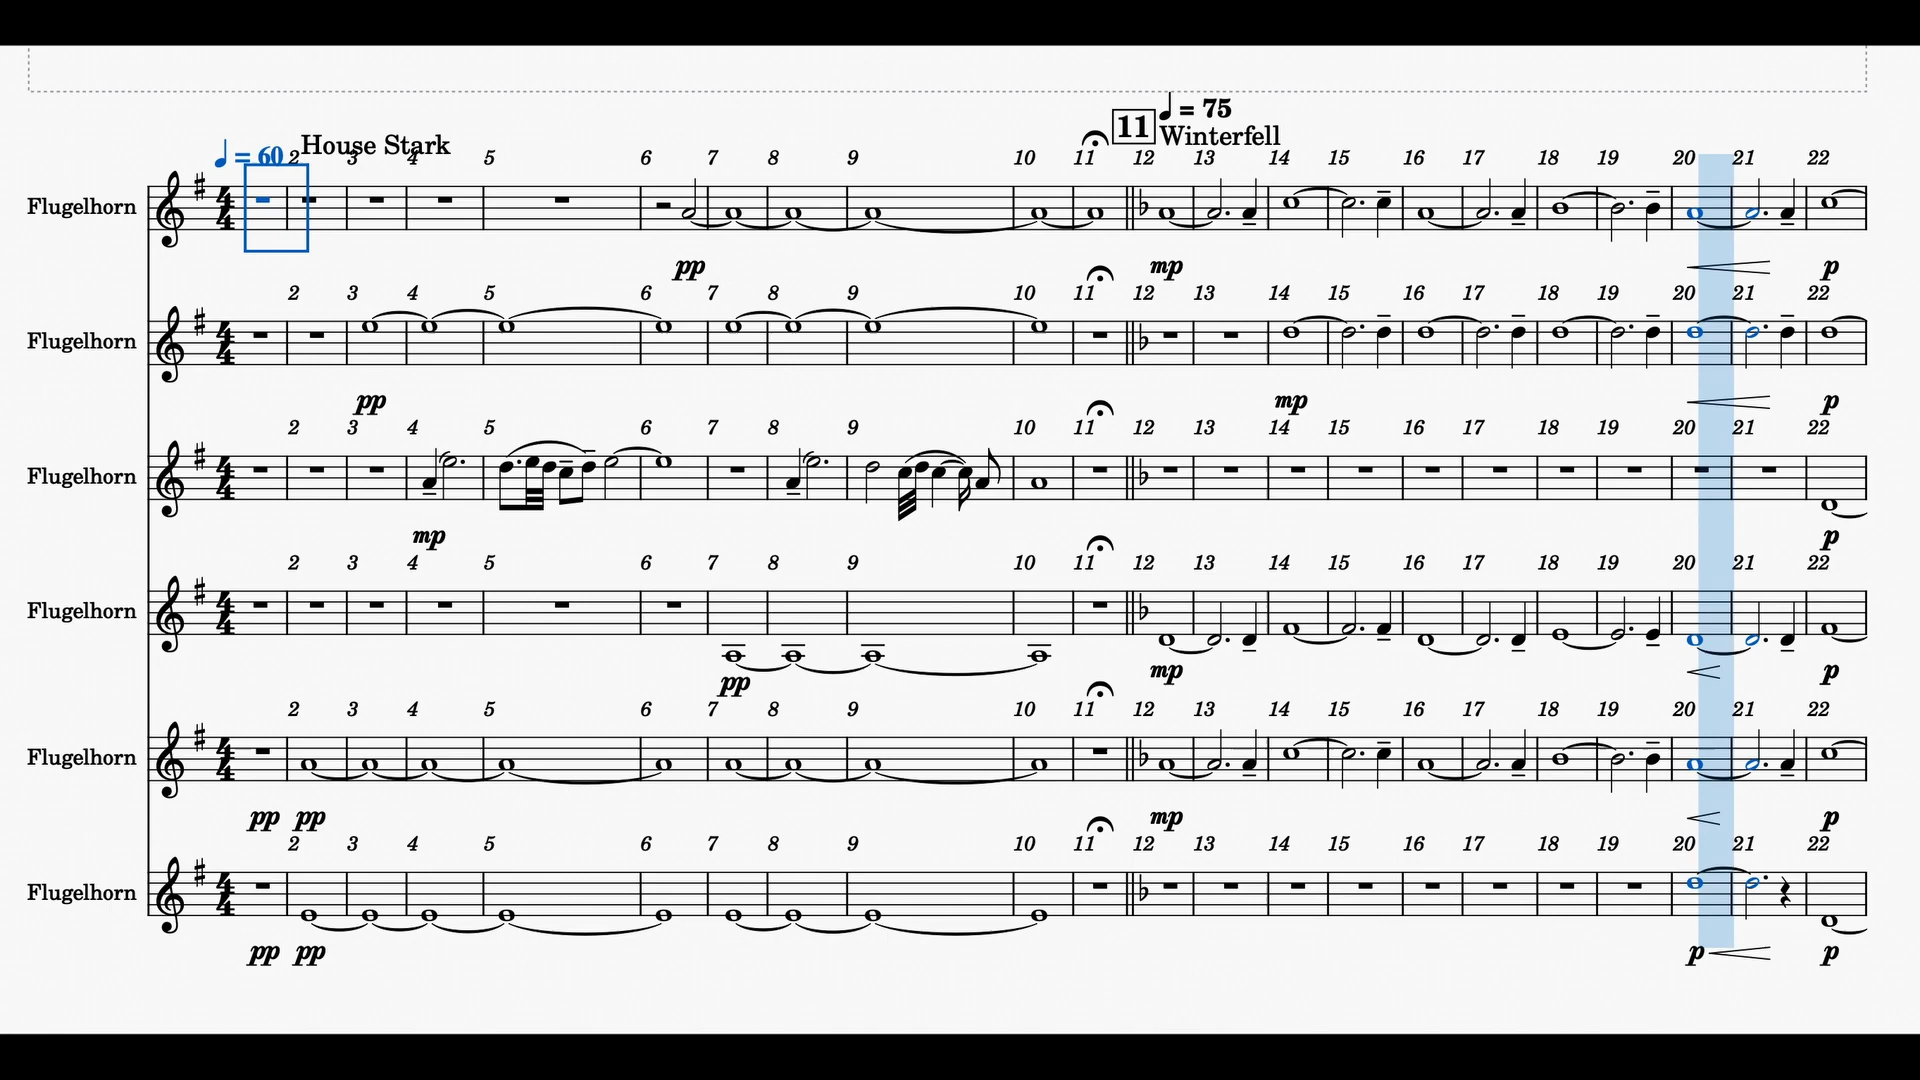 11 ♩ = 75
♩ = 60 House Stark Winterfell
2 3 4 5 6 7 8 9 10 11 12 13 14 15 16 17 18 19 20 21 22
Flugelhorn
pp mp p
2 3 4 5 6 7 8 9 10 11 12 13 14 15 16 17 18 19 20 21 22
Flugelhorn
pp mp p
2 3 4 5 6 7 8 9 10 11 12 13 14 15 16 17 18 19 20 21 22
Flugelhorn
mp p
2 3 4 5 6 7 8 9 10 11 12 13 14 15 16 17 18 19 20 21 22
Flugelhorn
pp mp p
2 3 4 5 6 7 8 9 10 11 12 13 14 15 16 17 18 19 20 21 22
Flugelhorn
pp pp mp p
2 3 4 5 6 7 8 9 10 11 12 13 14 15 16 17 18 19 20 21 22
Flugelhorn
pp pp p p